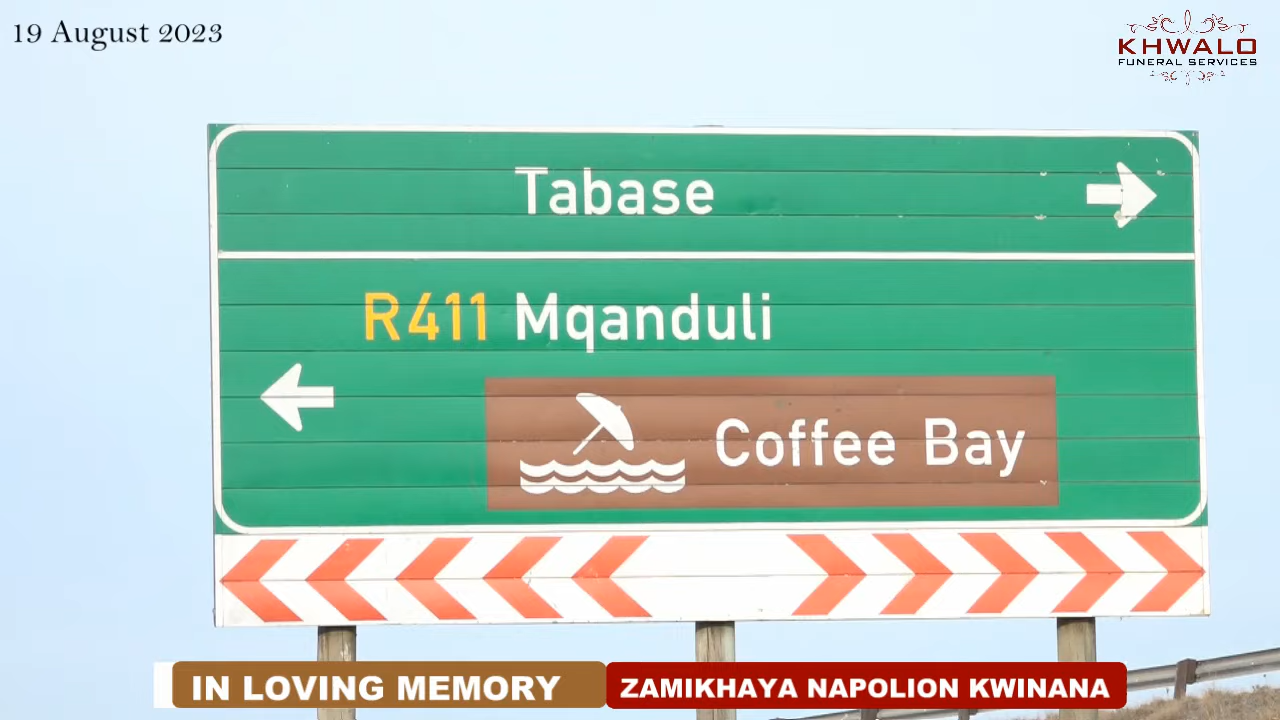 19 August 2023
KHWALO
FUNERAL SERVICES
Tabase
R411 Mqanduli
Coffee Bay
IN LOVING MEMORY
ZAMIKHAYA NAPOLION KWINANA